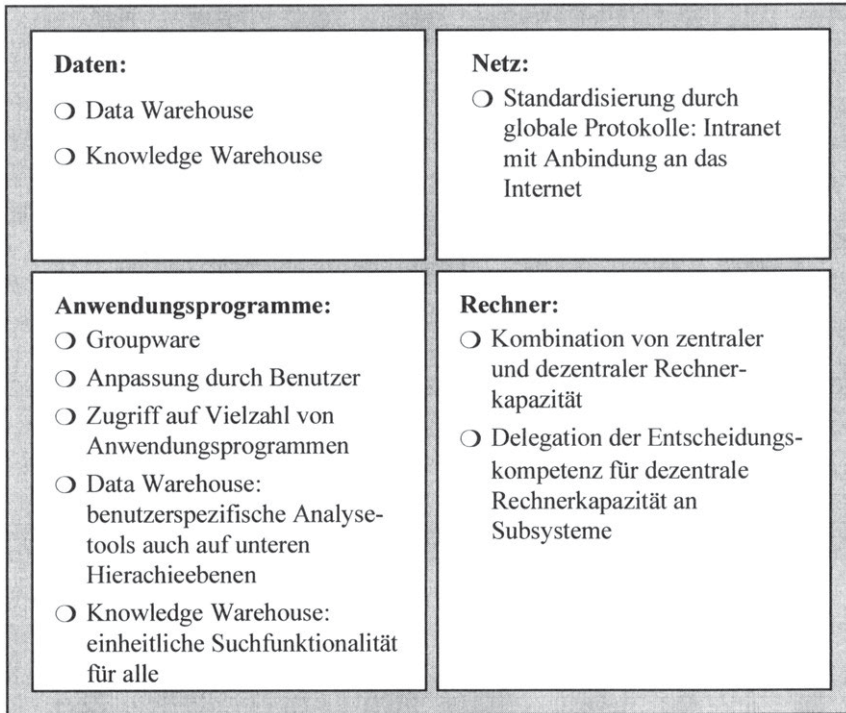 Daten:
❍ Data Warehouse
❍ Knowledge Warehouse
Netz:
❍ Standardisierung durch
globale Protokolle: Intranet
mit Anbindung an das
Internet
Anwendungsprogramme:
❍ Groupware
❍ Anpassung durch Benutzer
❍ Zugriff auf Vielzahl von
Anwendungsprogrammen
❍ Data Warehouse:
benutzerspezifische Analyse-
tools auch auf unteren
Hierachieebenen
❍ Knowledge Warehouse:
einheitliche Suchfunktionalität
für alle
Rechner:
❍ Kombination von zentraler
und dezentraler Rechner-
kapazität
❍ Delegation der Entscheidungs-
kompetenz für dezentrale
Rechnerkapazität an
Subsysteme